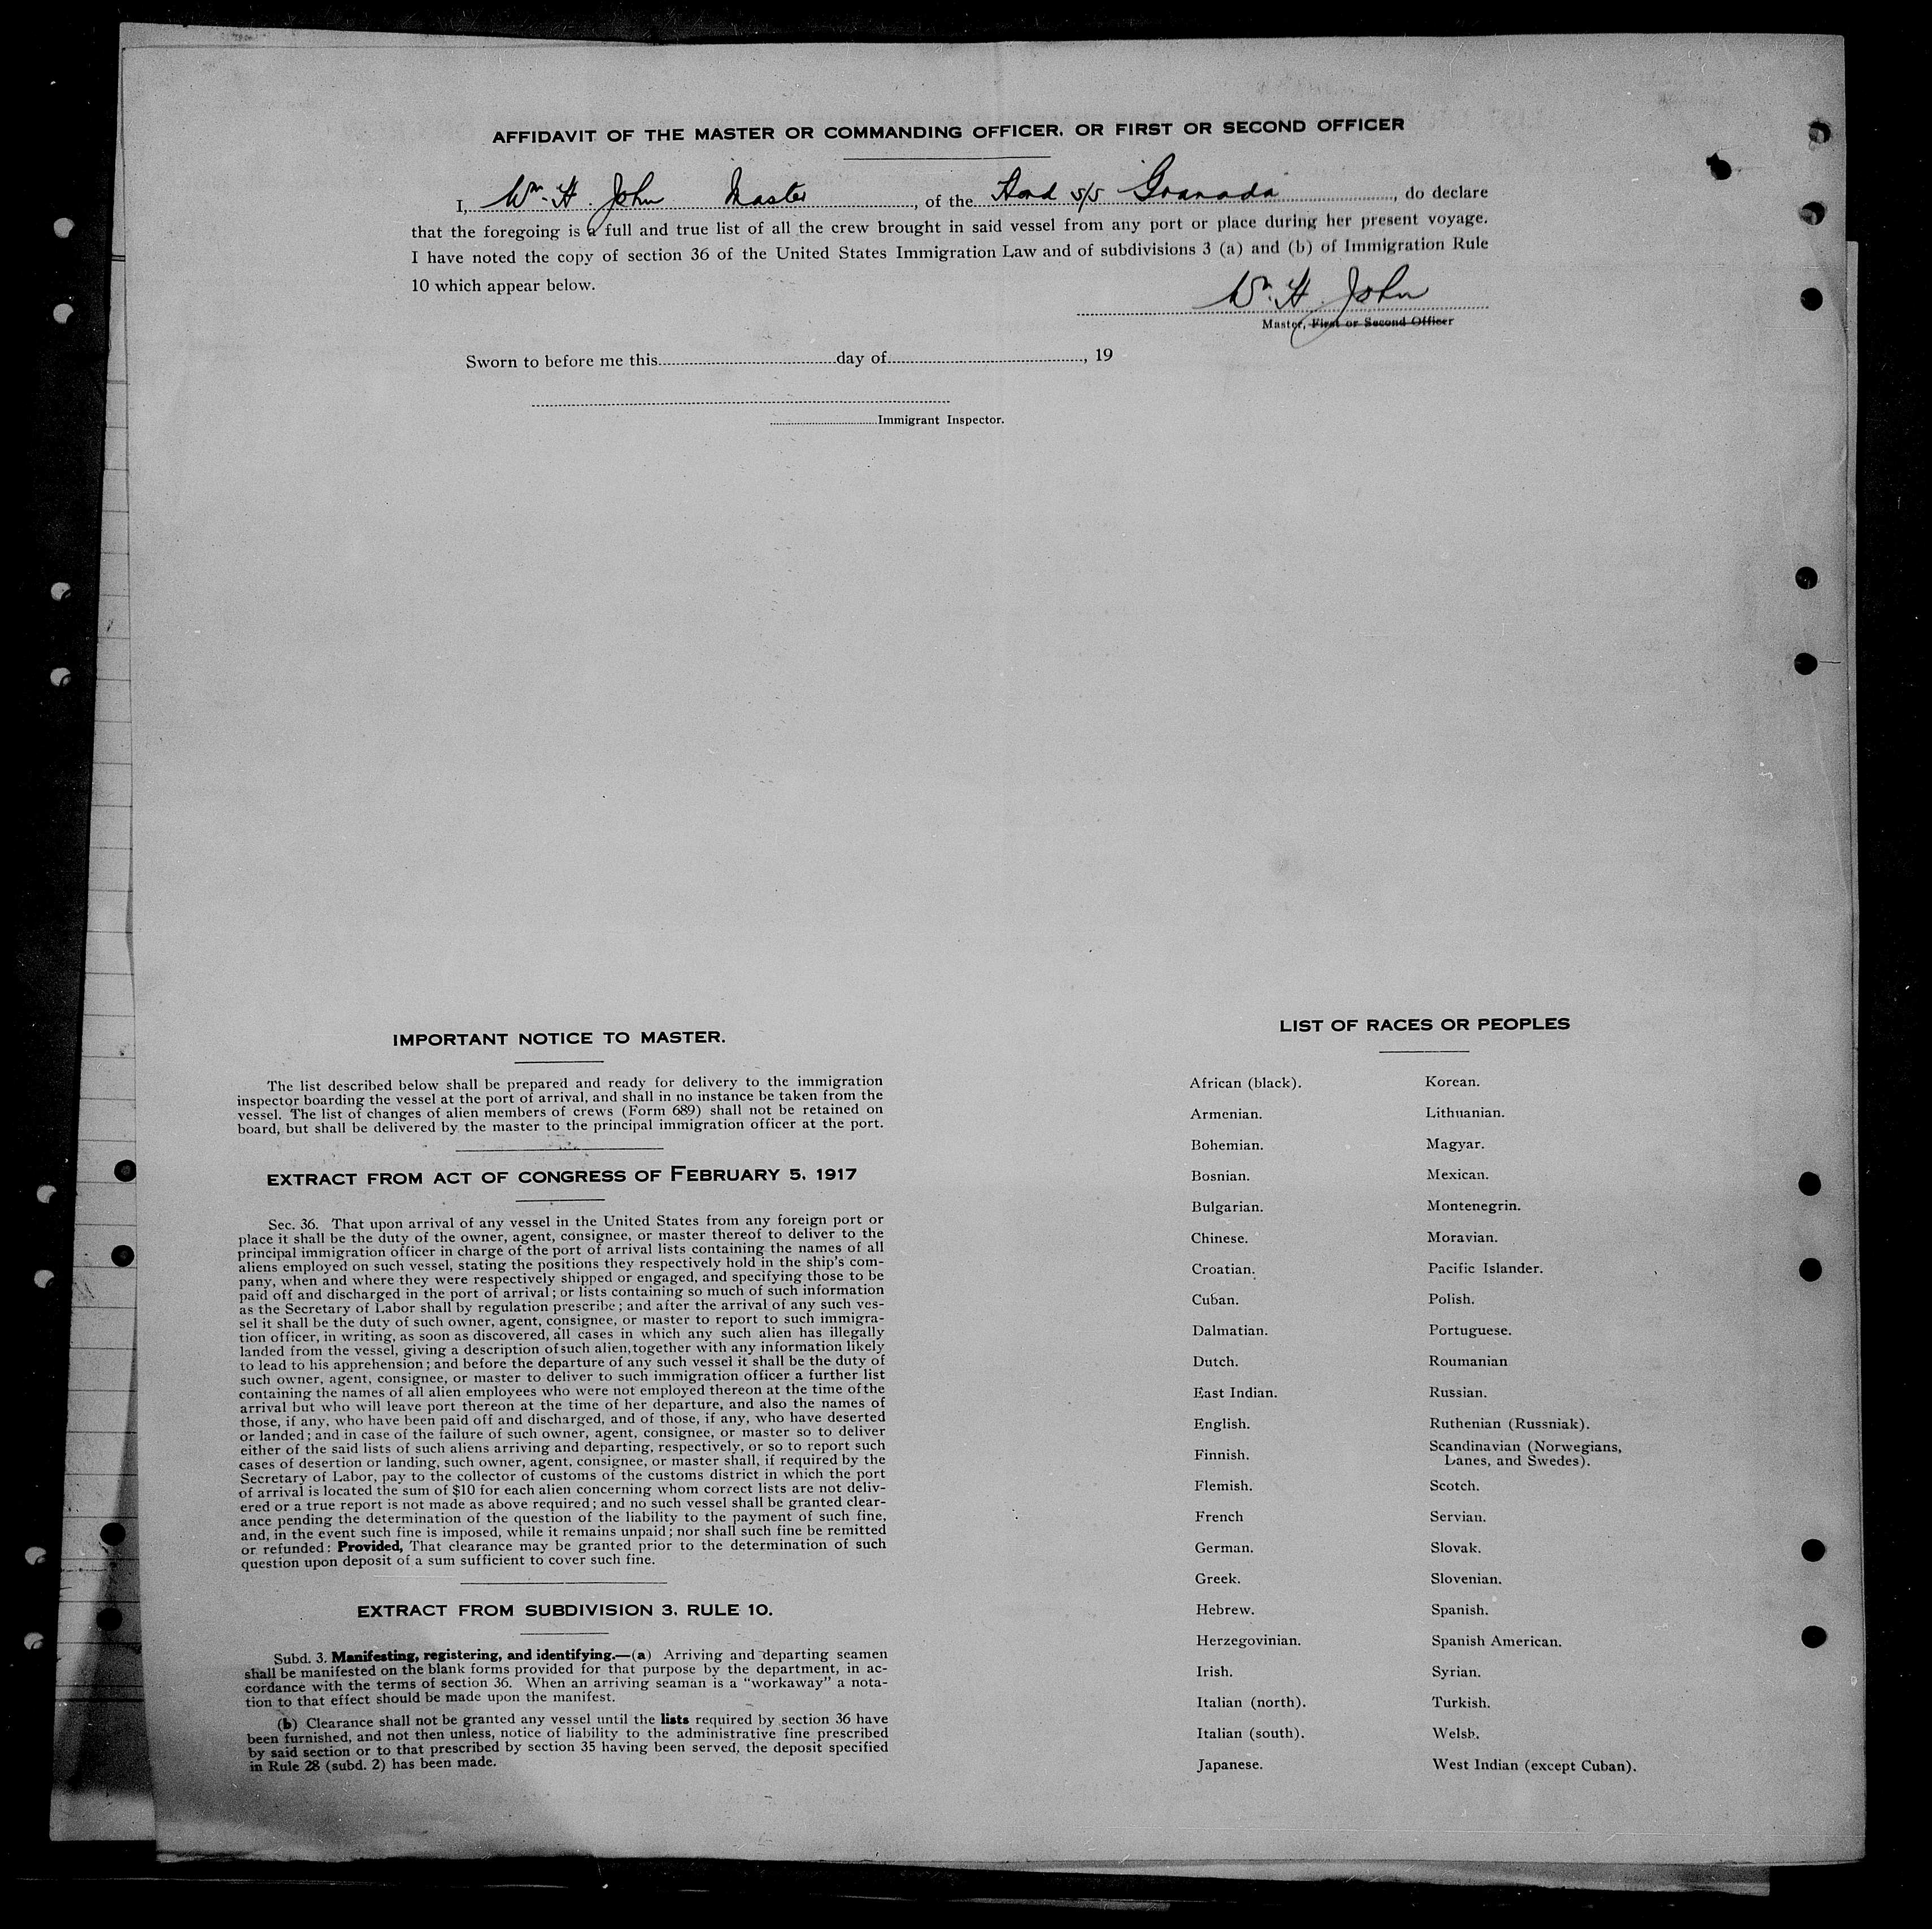 AFFIDAVIT OF THE MASTER OR COMMANDING OFFICER, OR FIRST OR SECOND OFFICER
I, Wm. H. John Master, of the Hond s/s Granada, do declare
that the foregoing is a full and true list of all the crew brought in said vessel from any port or place during her present voyage.
I have noted the copy of section 36 of the United States Immigration Law and of subdivisions 3 (a) and (b) of Immigration Rule
10 which appear below.
Wm. H. John
Master, First or Second Officer
Sworn to before me this day of , 19
Immigrant Inspector.
IMPORTANT NOTICE TO MASTER.
The list described below shall be prepared and ready for delivery to the immigration
inspector boarding the vessel at the port of arrival, and shall in no instance be taken from the
vessel. The list of changes of alien members of crews (Form 689) shall not be retained on
board, but shall be delivered by the master to the principal immigration officer at the port.
EXTRACT FROM ACT OF CONGRESS OF FEBRUARY 5, 1917
Sec. 36. That upon arrival of any vessel in the United States from any foreign port or
place it shall be the duty of the owner, agent, consignee, or master thereof to deliver to the
principal immigration officer in charge of the port of arrival lists containing the names of all
aliens employed on such vessel, stating the positions they respectively hold in the ship's com-
pany, when and where they were respectively shipped or engaged, and specifying those to be
paid off and discharged in the port of arrival; or lists containing so much of such information
as the Secretary of Labor shall by regulation prescribe; and after the arrival of any such ves-
sel it shall be the duty of such owner, agent, consignee, or master to report to such immigra-
tion officer, in writing, as soon as discovered, all cases in which any such alien has illegally
landed from the vessel, giving a description of such alien, together with any information likely
to lead to his apprehension; and before the departure of any such vessel it shall be the duty of
such owner, agent, consignee, or master to deliver to such immigration officer a further list
containing the names of all alien employees who were not employed thereon at the time of the
arrival but who will leave port thereon at the time of her departure, and also the names of
those, if any, who have been paid off and discharged, and of those, if any, who have deserted
or landed; and in case of the failure of such owner, agent, consignee, or master so to deliver
either of the said lists of such aliens arriving and departing, respectively, or so to report such
cases of desertion or landing, such owner, agent, consignee, or master shall, if required by the
Secretary of Labor, pay to the collector of customs of the customs district in which the port
of arrival is located the sum of $10 for each alien concerning whom correct lists are not deliv-
ered or a true report is not made as above required; and no such vessel shall be granted clear-
ance pending the determination of the question of the liability to the payment of such fine,
and, in the event such fine is imposed, while it remains unpaid; nor shall such fine be remitted
or refunded: Provided, That clearance may be granted prior to the determination of such
question upon deposit of a sum sufficient to cover such fine.
EXTRACT FROM SUBDIVISION 3, RULE 10.
Subd. 3. Manifesting, registering, and identifying.—(a) Arriving and departing seamen
shall be manifested on the blank forms provided for that purpose by the department, in ac-
cordance with the terms of section 36. When an arriving seaman is a "workaway" a nota-
tion to that effect should be made upon the manifest.
(b) Clearance shall not be granted any vessel until the lists required by section 36 have
been furnished, and not then unless, notice of liability to the administrative fine prescribed
by said section or to that prescribed by section 35 having been served, the deposit specified
in Rule 28 (subd. 2) has been made.
LIST OF RACES OR PEOPLES
African (black).
Armenian.
Bohemian.
Bosnian.
Bulgarian.
Chinese.
Croatian.
Cuban.
Dalmatian.
Dutch.
East Indian.
English.
Finnish.
Flemish.
French
German.
Greek.
Hebrew.
Herzegovinian.
Irish.
Italian (north).
Italian (south).
Japanese.
Korean.
Lithuanian.
Magyar.
Mexican.
Montenegrin.
Moravian.
Pacific Islander.
Polish.
Portuguese.
Roumanian
Russian.
Ruthenian (Russniak).
Scandinavian (Norwegians,
Lanes, and Swedes).
Scotch.
Servian.
Slovak.
Slovenian.
Spanish.
Spanish American.
Syrian.
Turkish.
Welsh.
West Indian (except Cuban).